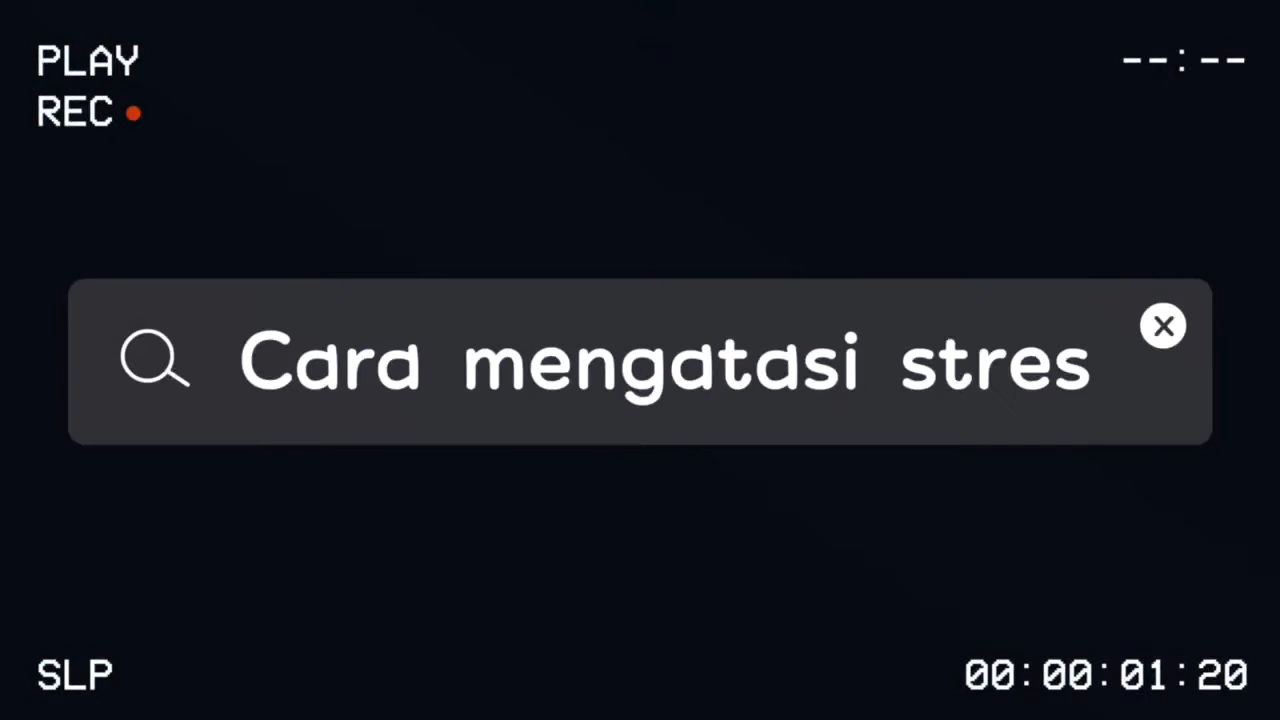 PLAY
--:--
REC
Cara mengatasi stres
SLP
00:00:01:20